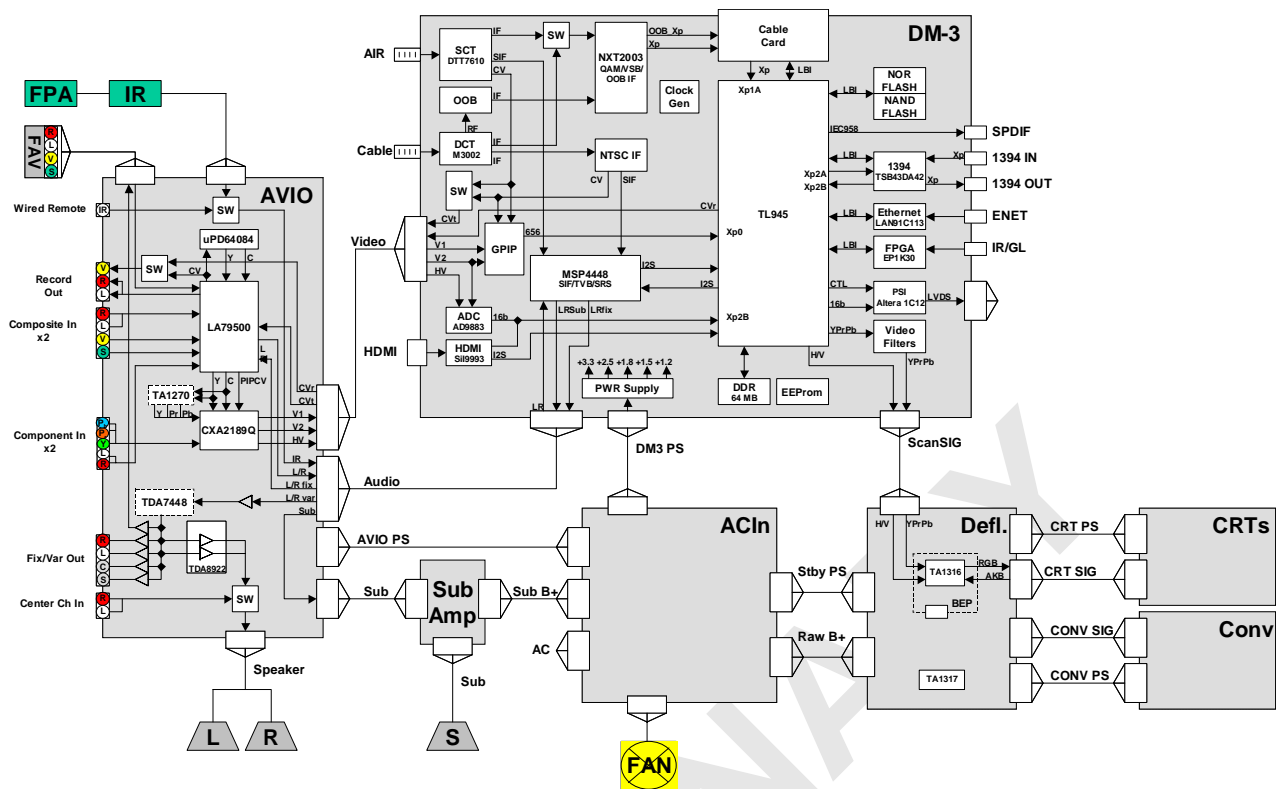 DM-3
AIR
SCT
DTT7610
IF
SIF
CV
SW
NXT2003
QAM/VSB/
OOB IF
OOB_Xp
Xp
Cable
Card
Xp
LBI
Xp1A
Clock
Gen
LBI
NOR
FLASH
NAND
FLASH
OOB
IF
RF
Cable
DCT
M3002
IF
IF
NTSC IF
CV
SIF
SW
IEC958
SPDIF
LBI
1394
TSB43DA42
Xp
Xp
1394 IN
1394 OUT
Xp2A
Xp2B
TL945
LBI
Ethernet
LAN91C113
ENET
LBI
FPGA
EP1K30
IR/GL
CTL
16b
PSI
Altera 1C12
LVDS
YPrPb
Video
Filters
YPrPb
H/V
CVr
CVt
Video
V1
V2
HV
GPIP
656
Xp0
MSP4448
SIF/TVB/SRS
I2S
I2S
LRSub
LRfix
ADC
AD9883
16b
Xp2B
HDMI
HDMI
SiI9993
I2S
+3.3
+2.5
+1.8
+1.5
+1.2
PWR Supply
DDR
64 MB
EEProm
LR
DM3 PS
ScanSIG
FPA
IR
FAV
R
L
V
S
AVIO
Wired Remote
IR
SW
uPD64084
Y
C
SW
CV
Record
Out
V
R
L
LA79500
Composite In
x2
R
L
V
S
Y
C
PIPCV
TA1270
Y
Pr
Pb
CXA2189Q
CVr
CVt
V1
V2
HV
Component In
x2
P
P
Y
L
R
IR
L/R
L/R fix
L/R var
Sub
Audio
TDA7448
Fix/Var Out
R
L
C
S
TDA8922
Center Ch In
R
L
SW
AVIO PS
Sub
Sub
Amp
Sub B+
AC
ACIn
Stby PS
Raw B+
H/V
YPrPb
Defl.
TA1316
RGB
AKB
BEP
TA1317
CRT PS
CRT SIG
CRTs
CONV SIG
CONV PS
Conv
Speaker
Sub
L
R
S
FAN